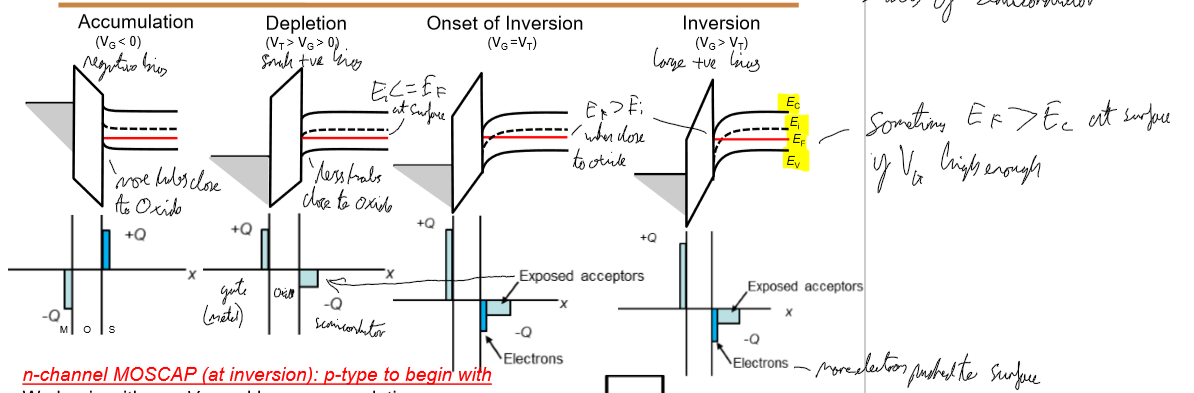 Accumulation
(VG < 0)
negative bias
Depletion
(VT > VG > 0)
small +ve bias
Onset of Inversion
(VG =VT)
Inversion
(VG > VT)
large +ve bias
of semiconductor
Ei <= EF
at surface
EF > Ei
when close
to oxide
EC
Ei
EF
EV
Sometimes EF > Ec at surface
if VG high enough
more holes close
to Oxide
less holes
close to oxide
+Q
-Q
x
M O S
+Q
-Q
x
gate
(metal)
Oxide
semiconductor
+Q
-Q
x
Exposed acceptors
Electrons
+Q
-Q
x
Exposed acceptors
Electrons
more electrons pushed to surface
n-channel MOSCAP (at inversion): p-type to begin with